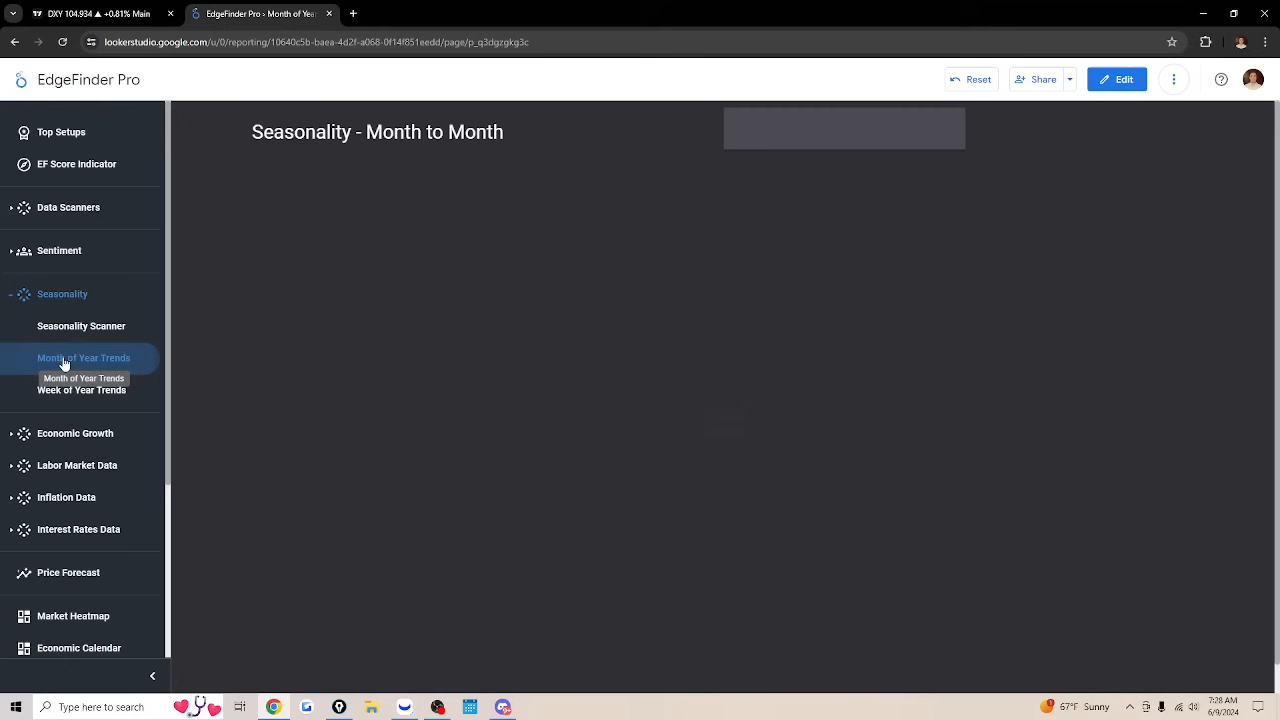 DXY 104.934 ▲ +0.81% Main
EdgeFinder Pro - Month of Year
lookerstudio.google.com/u/0/reporting/10640c5b-baea-4d2f-a068-0f14f851eedd/page/p_q3dgzgkg3c
EdgeFinder Pro
Reset
Share
Edit
Top Setups
EF Score Indicator
Data Scanners
Sentiment
Seasonality
Seasonality Scanner
Month of Year Trends
Month of Year Trends
Week of Year Trends
Economic Growth
Labor Market Data
Inflation Data
Interest Rates Data
Price Forecast
Market Heatmap
Economic Calendar
Seasonality - Month to Month
Type here to search
67°F Sunny
7:28 AM
6/9/2024